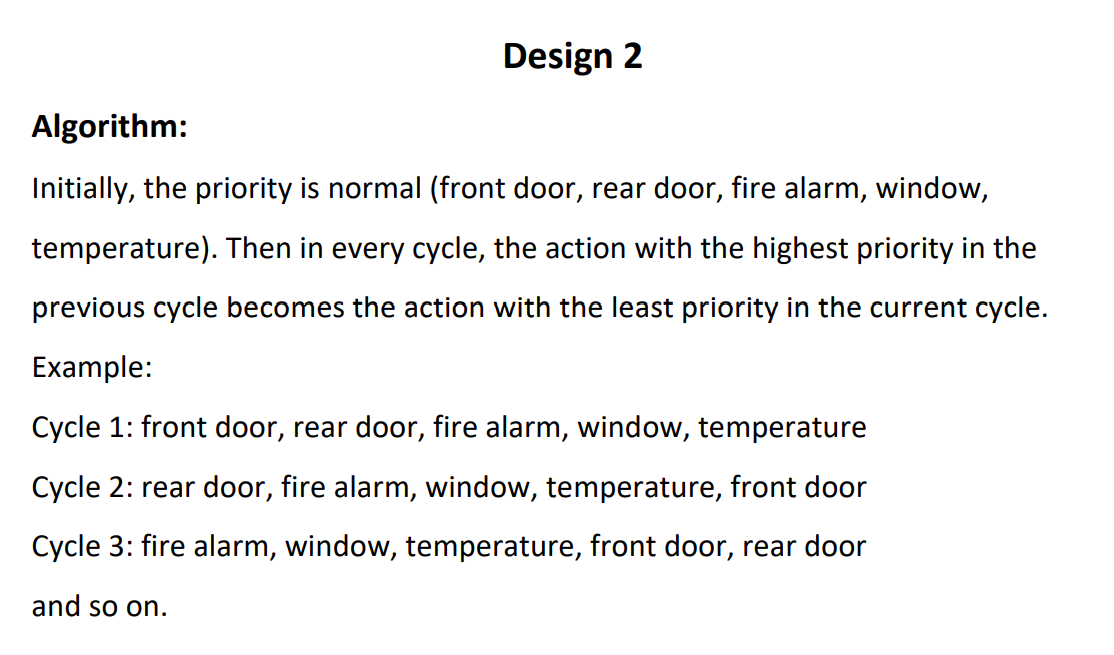 Design 2
Algorithm:
Initially, the priority is normal (front door, rear door, fire alarm, window,
temperature). Then in every cycle, the action with the highest priority in the
previous cycle becomes the action with the least priority in the current cycle.
Example:
Cycle 1: front door, rear door, fire alarm, window, temperature
Cycle 2: rear door, fire alarm, window, temperature, front door
Cycle 3: fire alarm, window, temperature, front door, rear door
and so on.